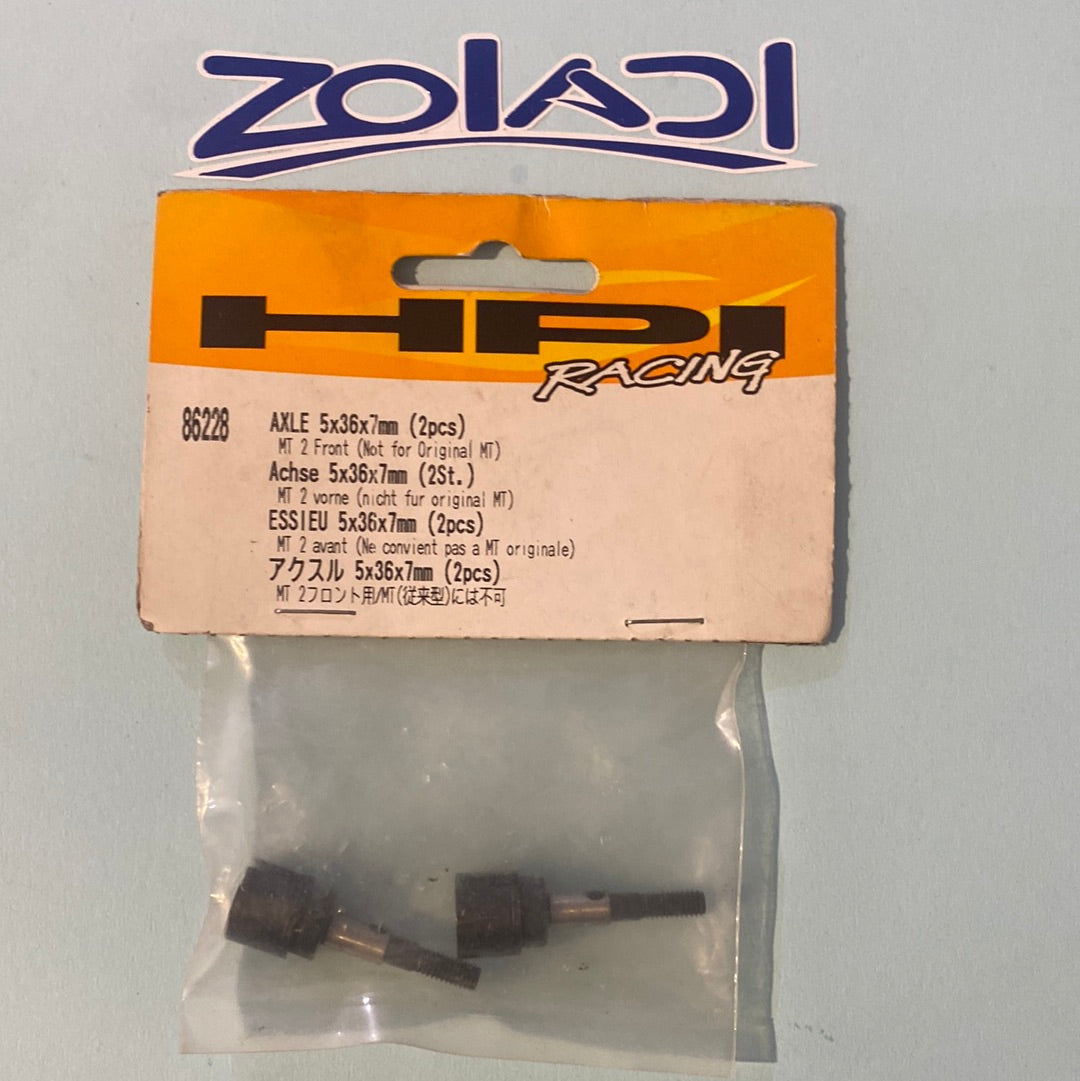 ZOIADI
HPI
RACING
86228
AXLE 5x36x7mm (2pcs)
MT 2 Front (Not for Original MT)
Achse 5x36x7mm (2St.)
MT 2 vorne (nicht fur original MT)
ESSIEU 5x36x7mm (2pcs)
MT 2 avant (Ne convient pas a MT originale)
アクスル 5x36x7mm (2pcs)
MT 2フロント用/MT(従来型)には不可